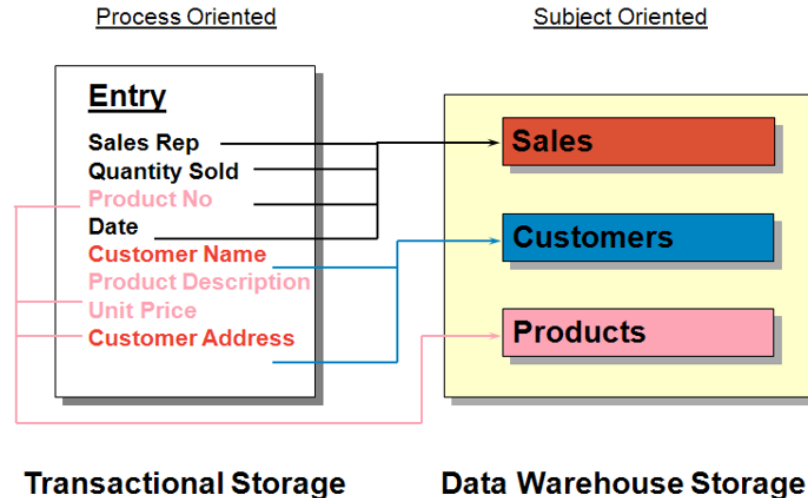 Process Oriented
Subject Oriented
Entry
Sales Rep
Quantity Sold
Product No
Date
Customer Name
Product Description
Unit Price
Customer Address
Sales
Customers
Products
Transactional Storage
Data Warehouse Storage